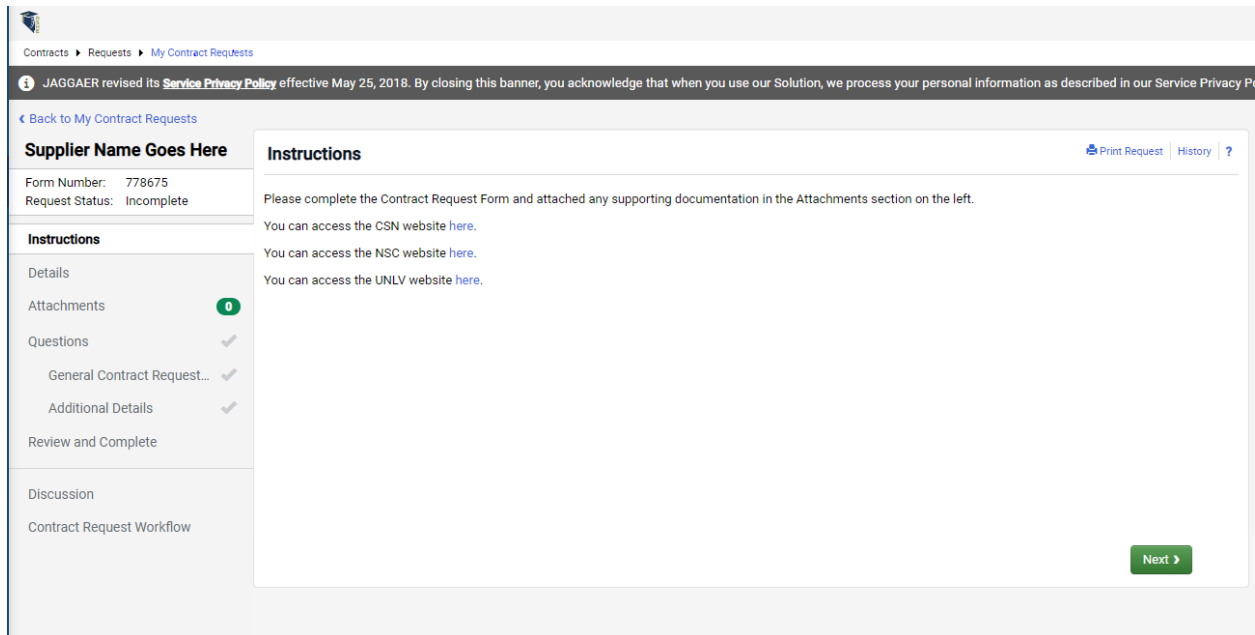 Contracts Requests My Contract Requests
JAGGAER revised its Service Privacy Policy effective May 25, 2018. By closing this banner, you acknowledge that when you use our Solution, we process your personal information as described in our Service Privacy
Back to My Contract Requests
Supplier Name Goes Here
Form Number: 778675
Request Status: Incomplete
Instructions
Details
Attachments 0
Questions
General Contract Request...
Additional Details
Review and Complete
Discussion
Contract Request Workflow
Instructions
Print Request History ?
Please complete the Contract Request Form and attached any supporting documentation in the Attachments section on the left.
You can access the CSN website here.
You can access the NSC website here.
You can access the UNLV website here.
Next